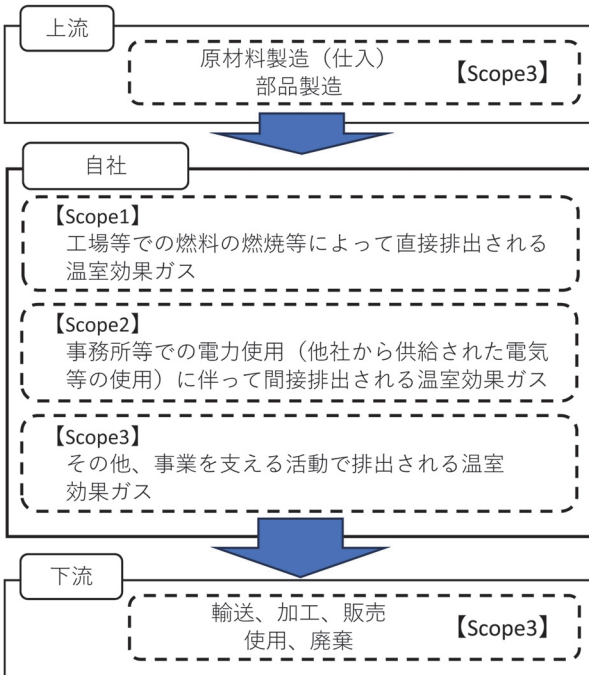 上流
原材料製造（仕入）
部品製造
【Scope3】
自社
【Scope1】
工場等での燃料の燃焼等によって直接排出される
温室効果ガス
【Scope2】
事務所等での電力使用（他社から供給された電気
等の使用）に伴って間接排出される温室効果ガス
【Scope3】
その他、事業を支える活動で排出される温室
効果ガス
下流
輸送、加工、販売
使用、廃棄
【Scope3】